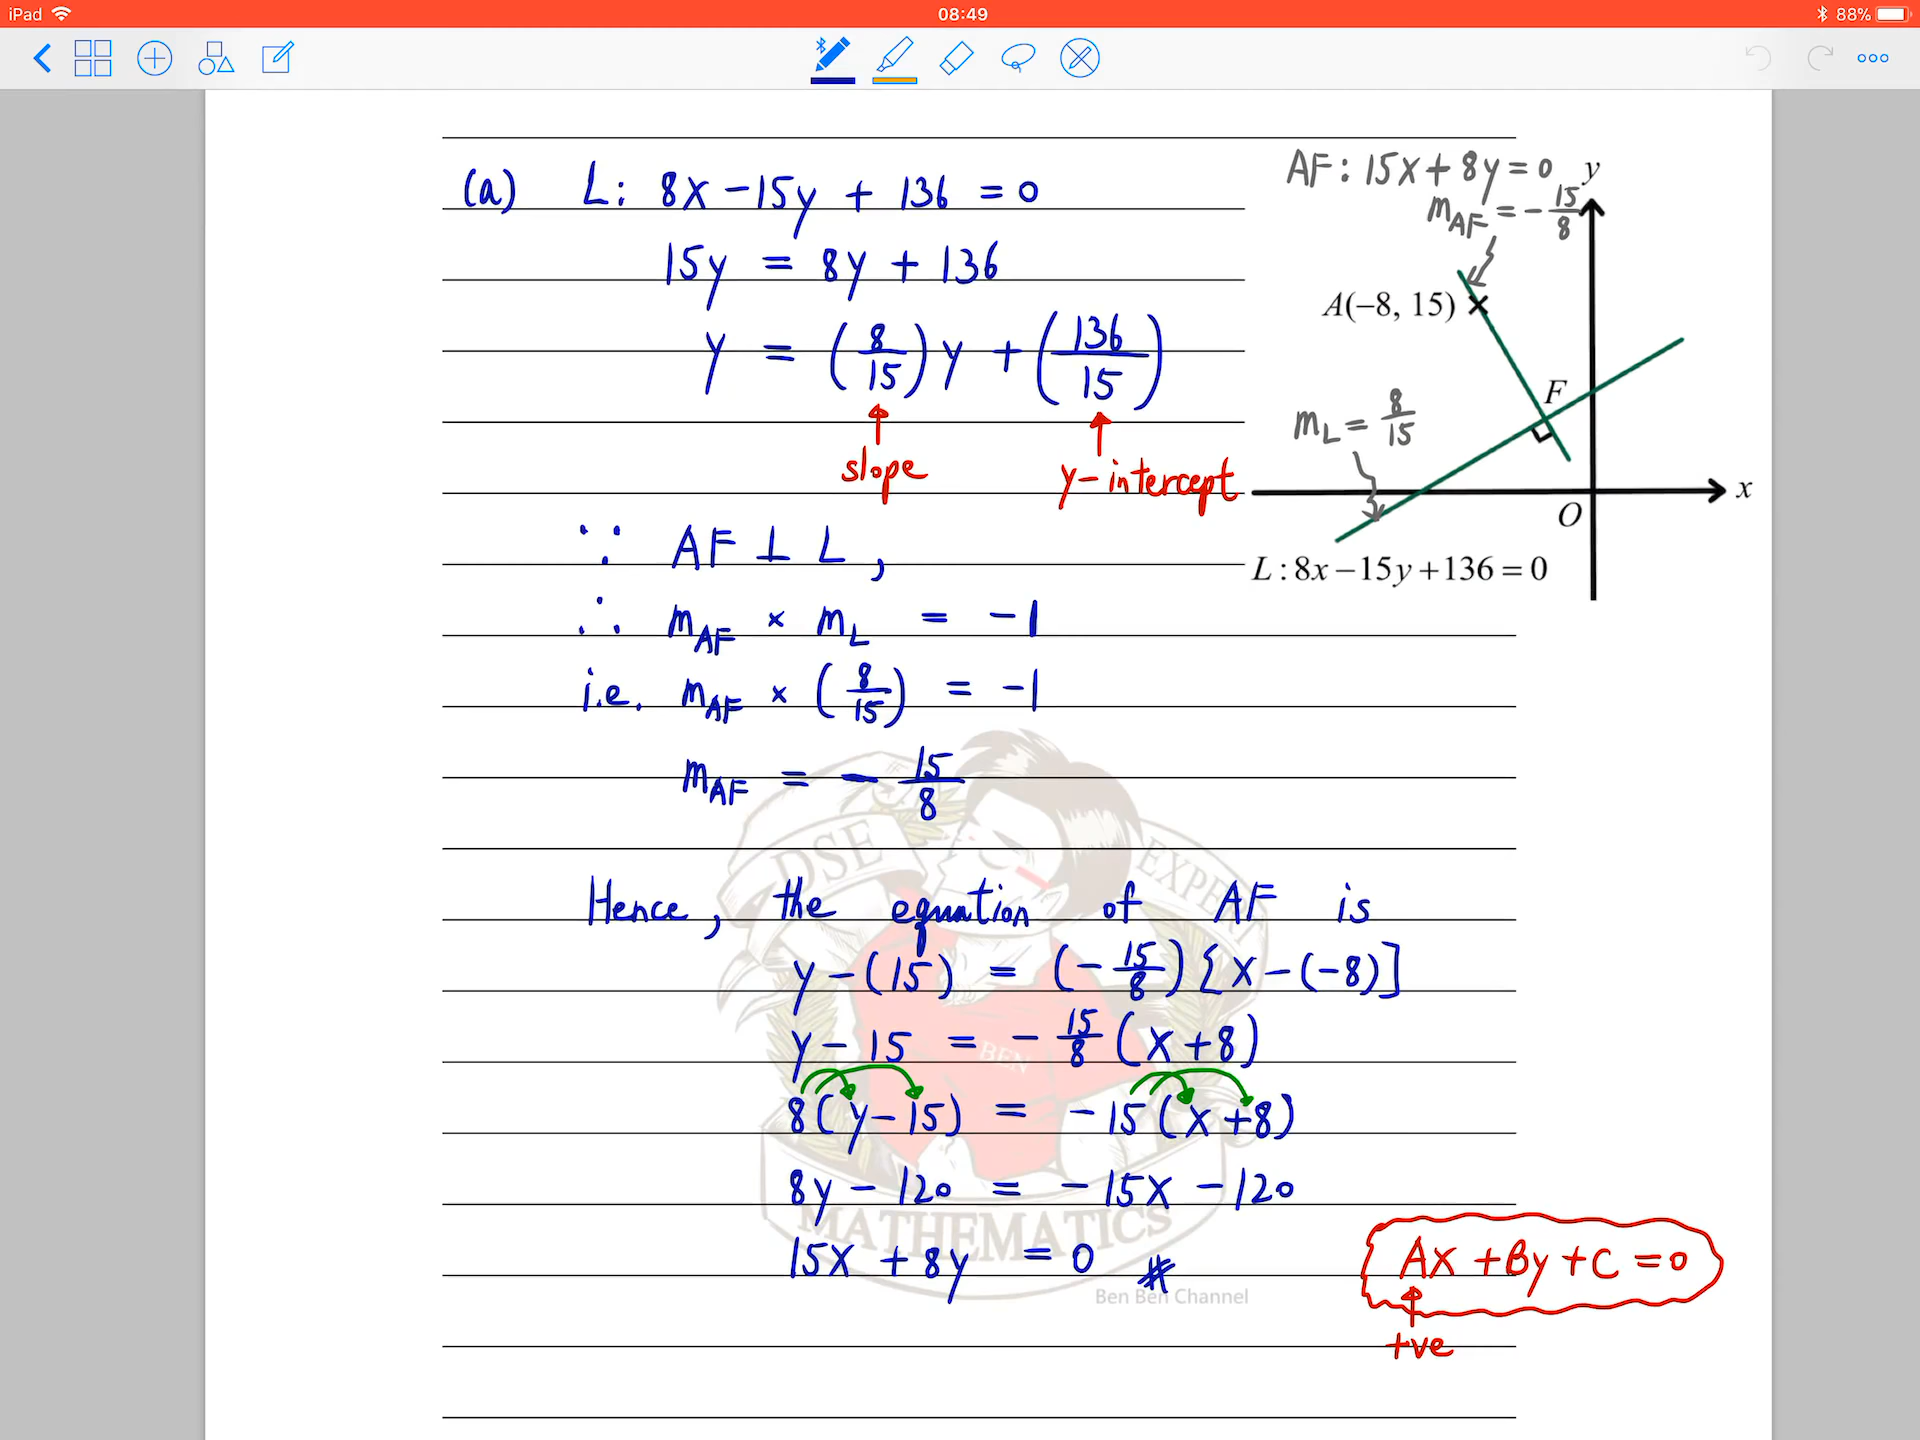 iPad 08:49 88%
(a) L: 8x - 15y + 136 = 0
15y = 8y + 136
y = (8/15)y + (136/15)
slope y-intercept
∵ AF ⊥ L,
∴ m_AF × m_L = -1
i.e. m_AF × (8/15) = -1
m_AF = - 15/8
Hence, the equation of AF is
y - (15) = (- 15/8)[x - (-8)]
y - 15 = - 15/8 (x + 8)
8(y - 15) = -15(x + 8)
8y - 120 = -15x - 120
15x + 8y = 0 #
AF: 15x + 8y = 0 y
m_AF = - 15/8
A(–8, 15)
F
m_L = 8/15
x
O
L : 8x – 15y + 136 = 0
DSE EXPERT
BEN
MATHEMATICS
Ben Ben Channel
Ax + By + C = 0
+ve